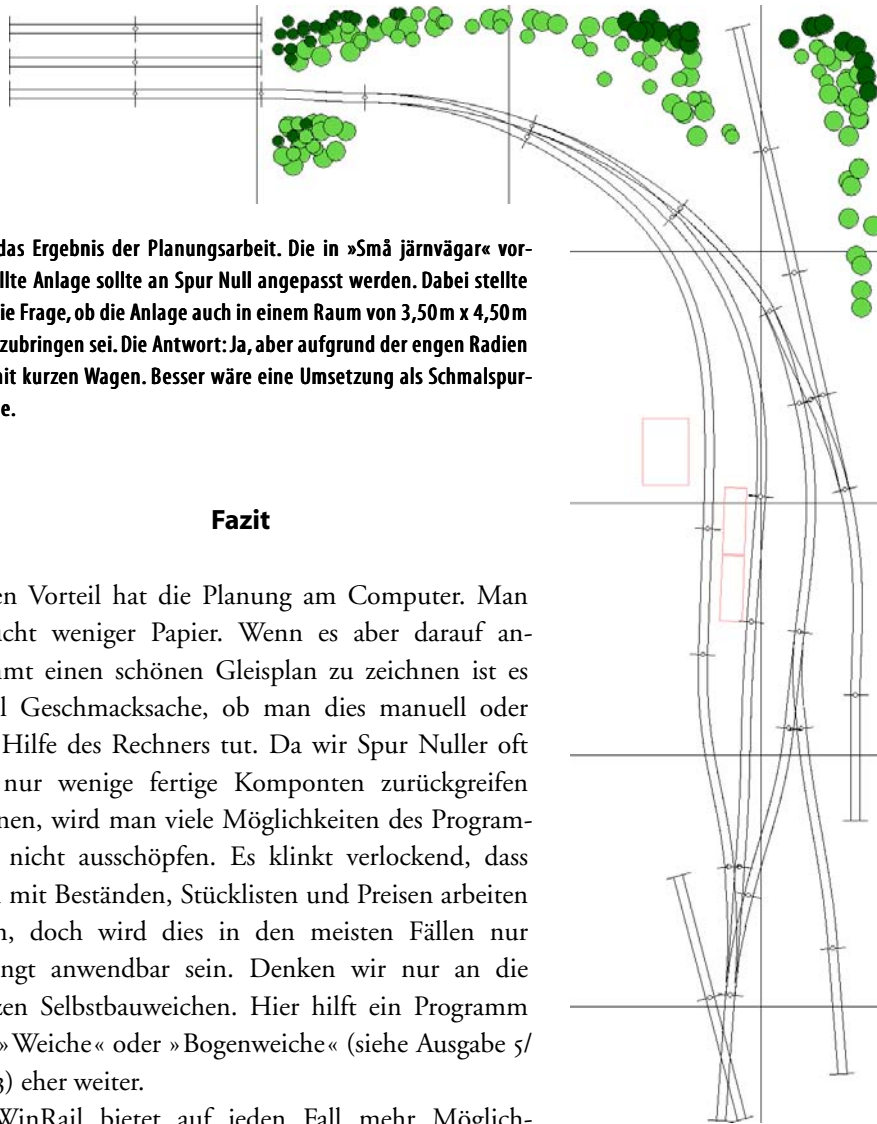 das Ergebnis der Planungsarbeit. Die in »Små järnvägar« vor-
llte Anlage sollte an Spur Null angepasst werden. Dabei stellte
ie Frage, ob die Anlage auch in einem Raum von 3,50 m x 4,50 m
zubringen sei. Die Antwort: Ja, aber aufgrund der engen Radien
nit kurzen Wagen. Besser wäre eine Umsetzung als Schmalspur-
e.
Fazit
en Vorteil hat die Planung am Computer. Man
ucht weniger Papier. Wenn es aber darauf an-
mmt einen schönen Gleisplan zu zeichnen ist es
l Geschmacksache, ob man dies manuell oder
Hilfe des Rechners tut. Da wir Spur Nuller oft
nur wenige fertige Komponten zurückgreifen
nen, wird man viele Möglichkeiten des Program-
nicht ausschöpfen. Es klinkt verlockend, dass
mit Beständen, Stücklisten und Preisen arbeiten
n, doch wird dies in den meisten Fällen nur
ngt anwendbar sein. Denken wir nur an die
zen Selbstbauweichen. Hier hilft ein Programm
»Weiche« oder »Bogenweiche« (siehe Ausgabe 5/
3) eher weiter.
WinRail bietet auf jeden Fall mehr Möglich-